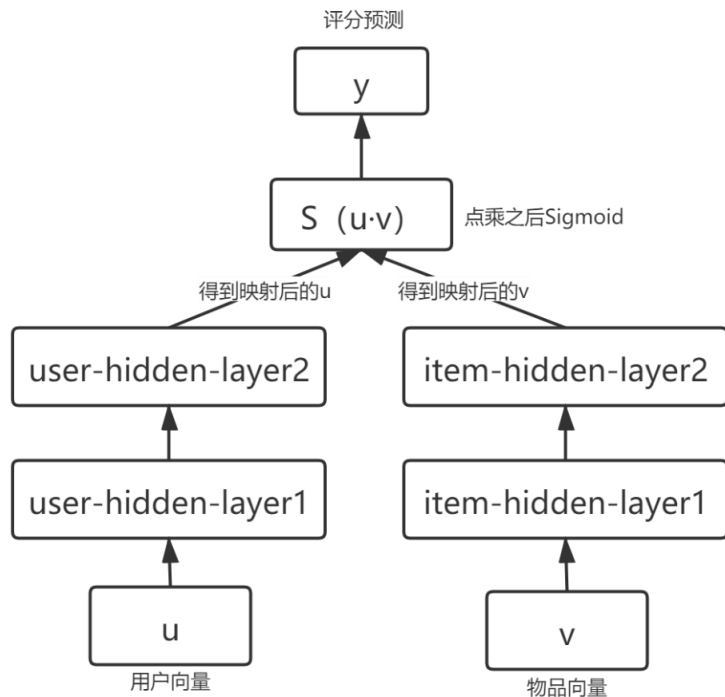 评分预测
y
S（u·v）
点乘之后Sigmoid
得到映射后的u
得到映射后的v
user-hidden-layer2
item-hidden-layer2
user-hidden-layer1
item-hidden-layer1
u
v
用户向量
物品向量